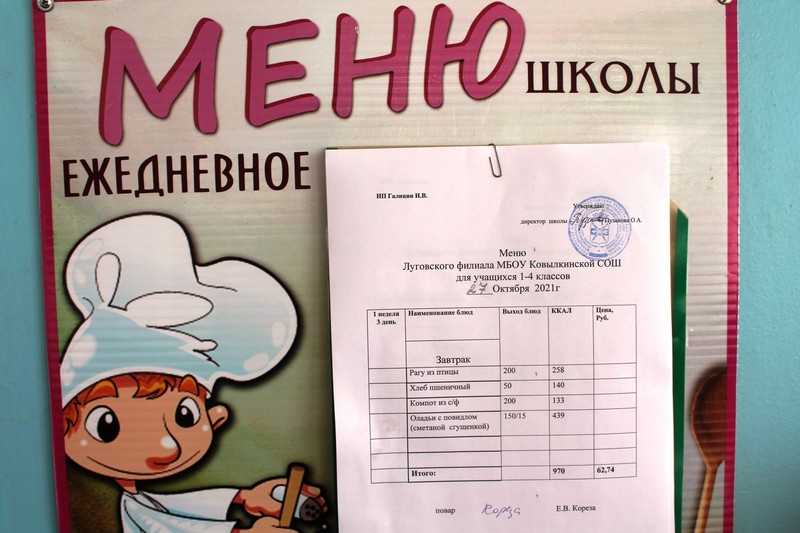 МЕНЮ
ШКОЛЫ
ЕЖЕДНЕВНОЕ
ИП Галицин Н.В.
Утверждаю
директор школы Пузанова О.А.
Меню
Луговского филиала МБОУ Ковылкинской СОШ
для учащихся 1-4 классов
27 Октября 2021г
1 неделя
3 день
Наименование блюд
Выход блюд
ККАЛ
Цена,
Руб.
Завтрак
Рагу из птицы 200 258
Хлеб пшеничный 50 140
Компот из с/ф 200 133
Оладьи с повидлом 150/15 439
(сметаной сгущенкой)
Итого: 970 62,74
повар Е.В. Кореза